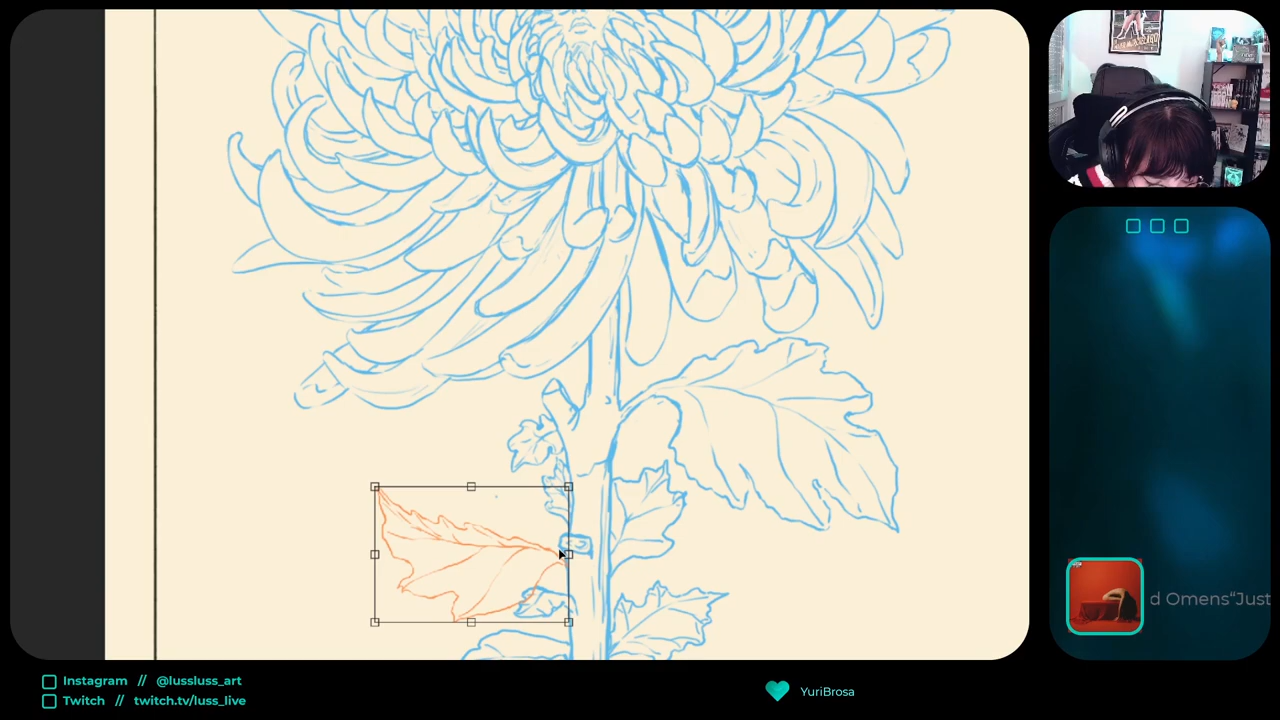 d Omens“Just
Instagram // @lussluss_art
Twitch // twitch.tv/luss_live
YuriBrosa